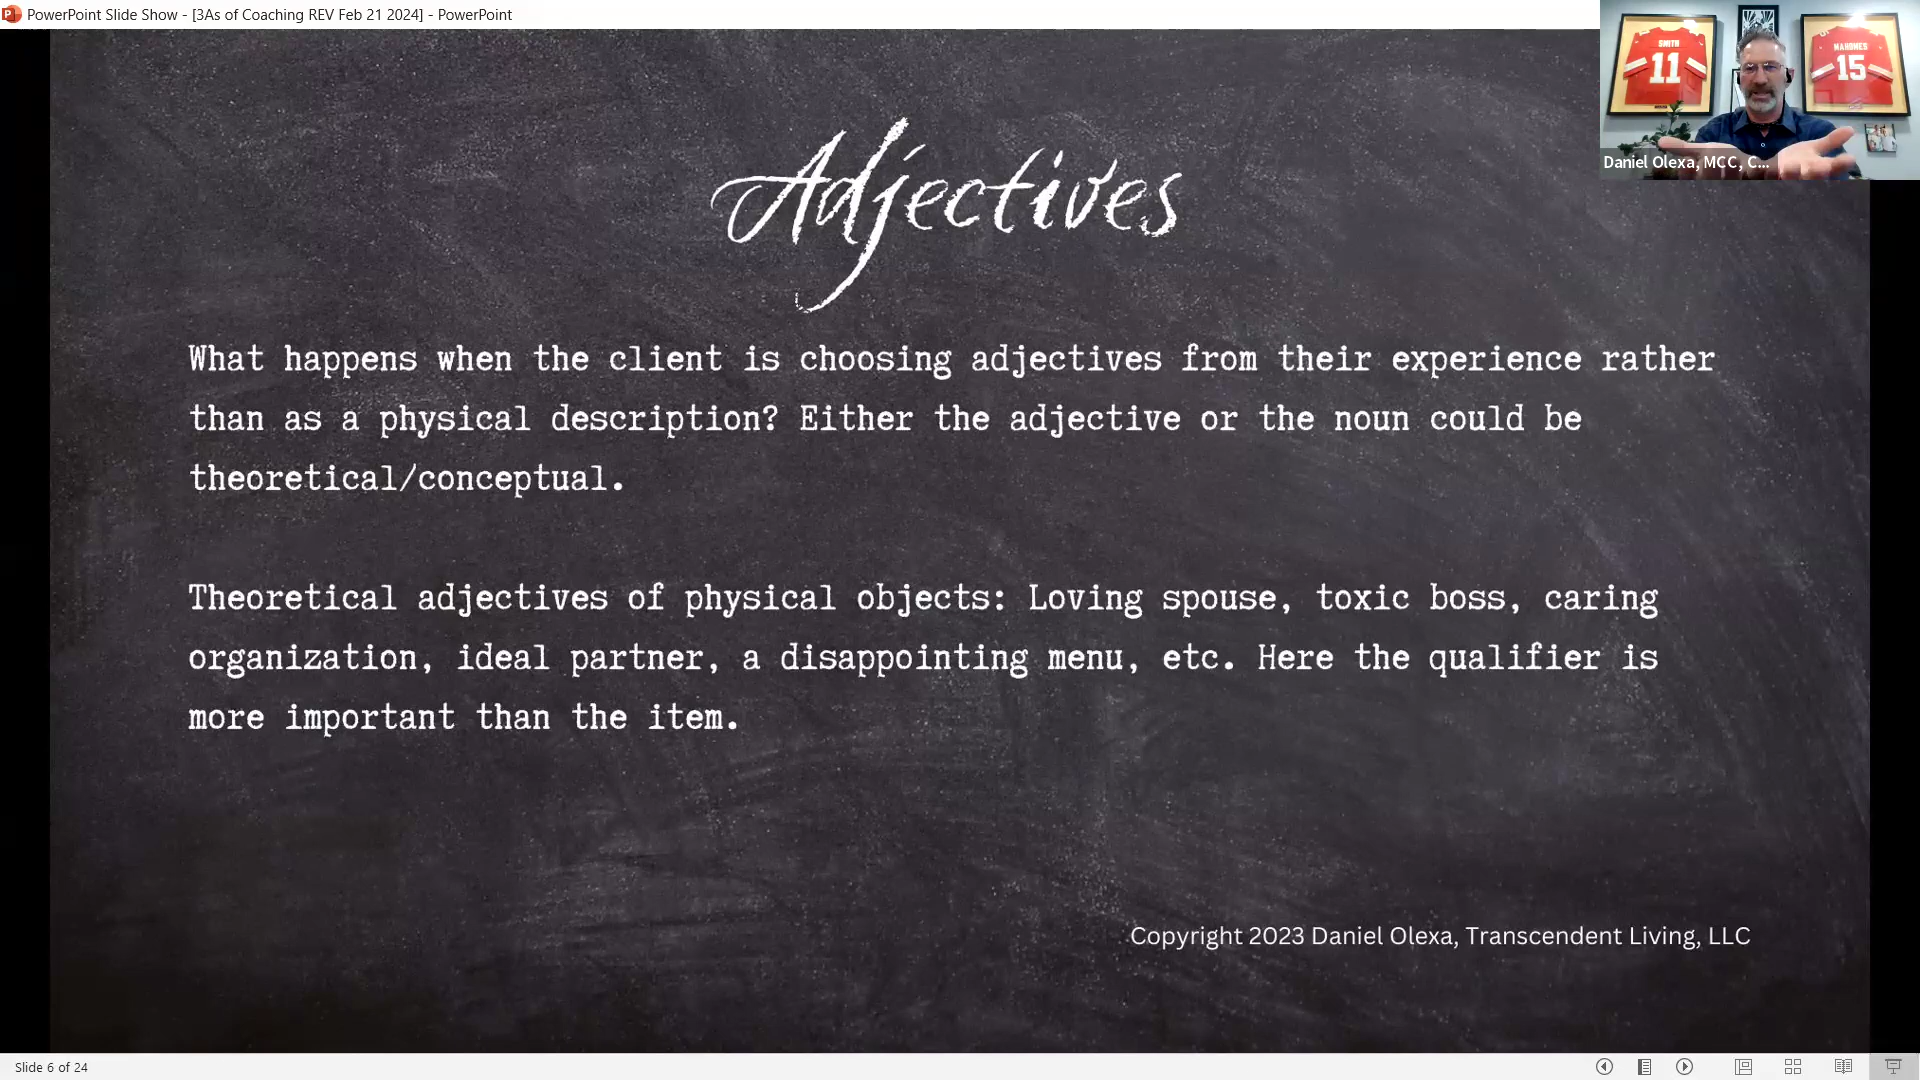 PowerPoint Slide Show - [3As of Coaching REV Feb 21 2024] - PowerPoint
SMITH
11
MAHOMES
15
Daniel Olexa, MCC, C...
Adjectives
What happens when the client is choosing adjectives from their experience rather
than as a physical description? Either the adjective or the noun could be
theoretical/conceptual.
Theoretical adjectives of physical objects: Loving spouse, toxic boss, caring
organization, ideal partner, a disappointing menu, etc. Here the qualifier is
more important than the item.
Copyright 2023 Daniel Olexa, Transcendent Living, LLC
Slide 6 of 24